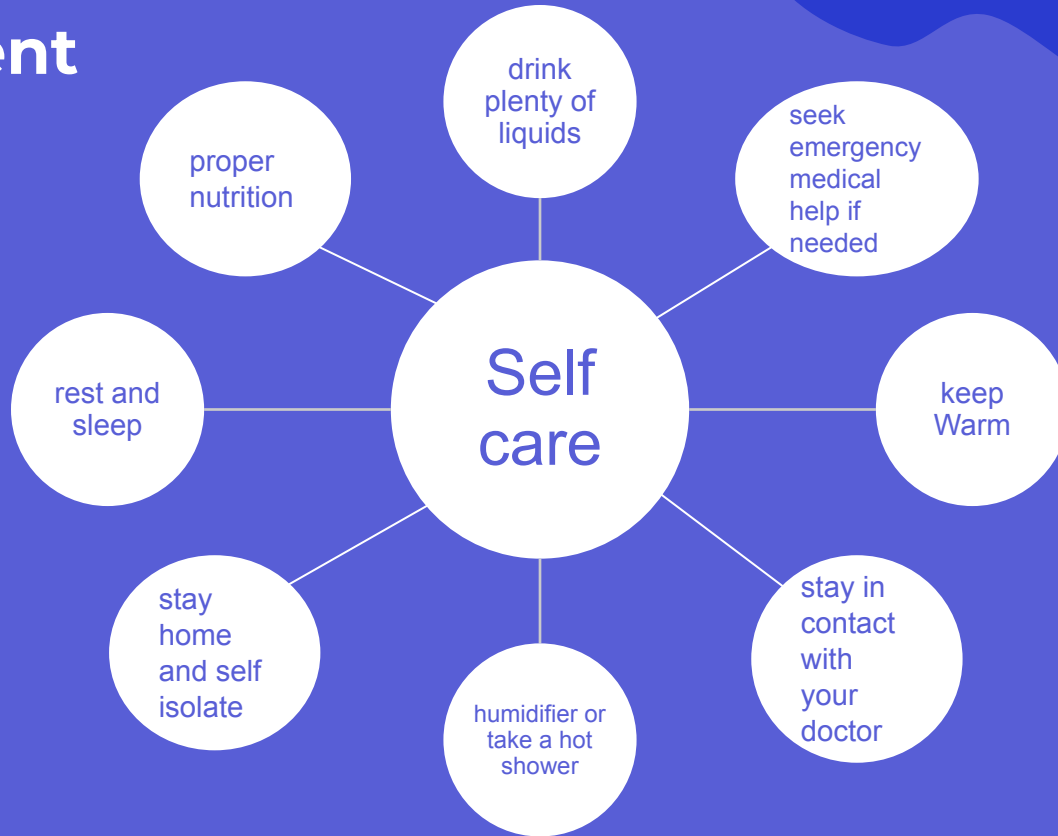 drink
plenty of
liquids
seek
emergency
medical
help if
needed
proper
nutrition
Self
care
rest and
sleep
keep
Warm
stay
home
and self
isolate
stay in
contact
with
your
doctor
humidifier or
take a hot
shower